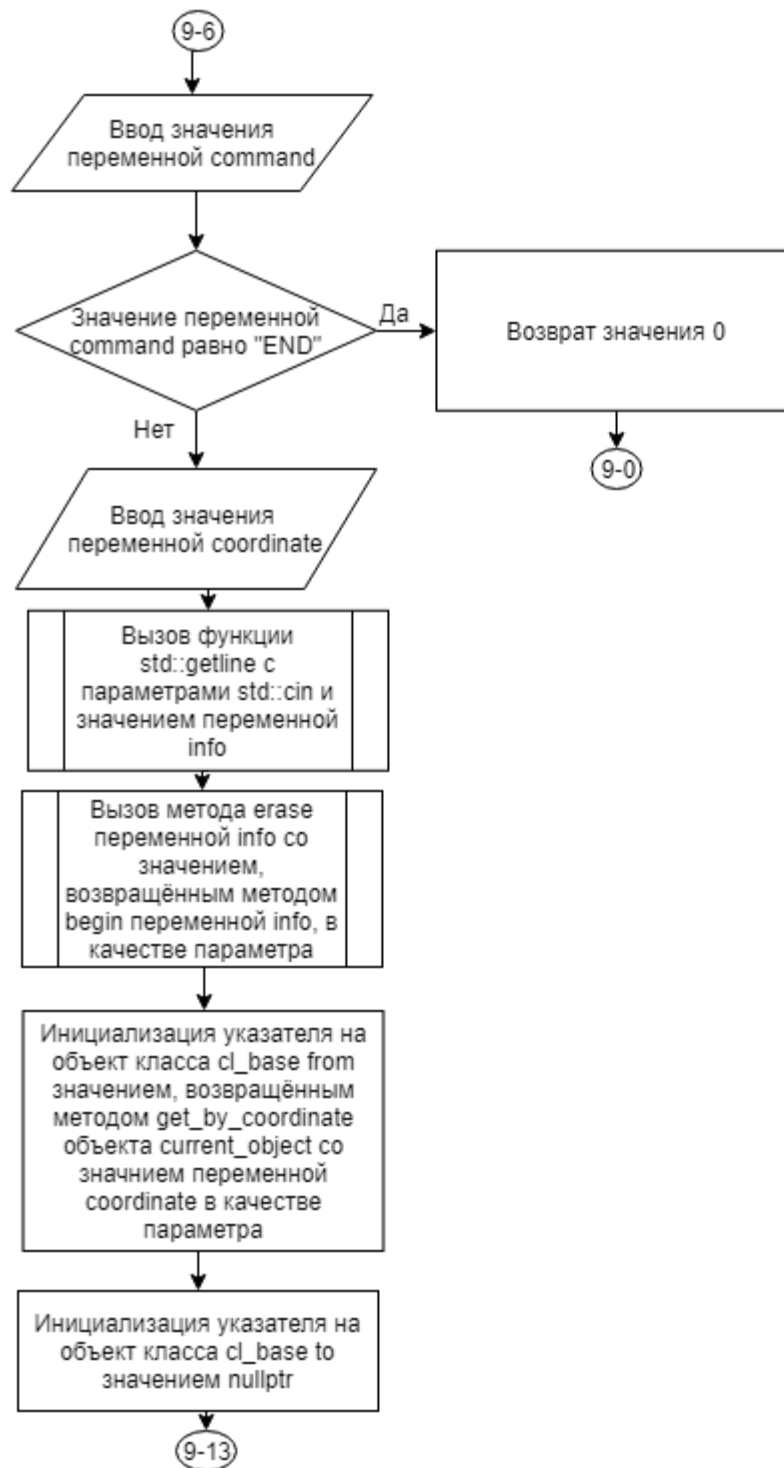 9-6
Ввод значения
переменной command
Значение переменной
command равно "END"
Да
Возврат значения 0
9-0
Нет
Ввод значения
переменной coordinate
Вызов функции
std::getline с
параметрами std::cin и
значением переменной
info
Вызов метода erase
переменной info со
значением,
возвращённым методом
begin переменной info, в
качестве параметра
Инициализация указателя на
объект класса cl_base from
значением, возвращённым
методом get_by_coordinate
объекта current_object со
значнием переменной
coordinate в качестве
параметра
Инициализация указателя на
объект класса cl_base to
значением nullptr
9-13